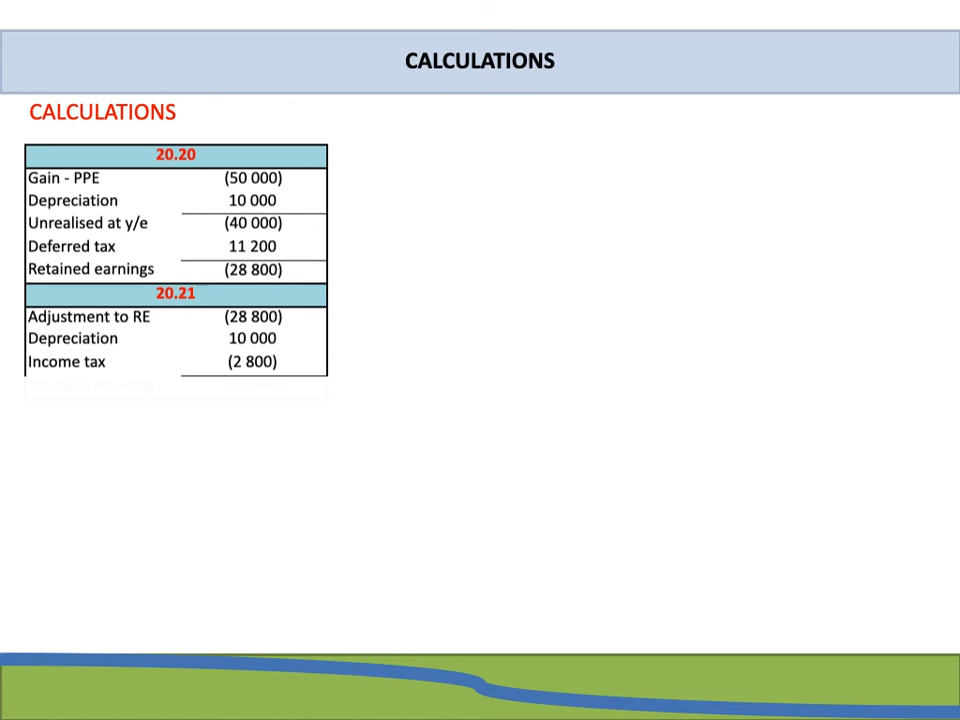 CALCULATIONS
CALCULATIONS
20.20
Gain - PPE (50 000)
Depreciation 10 000
Unrealised at y/e (40 000)
Deferred tax 11 200
Retained earnings (28 800)
20.21
Adjustment to RE (28 800)
Depreciation 10 000
Income tax (2 800)